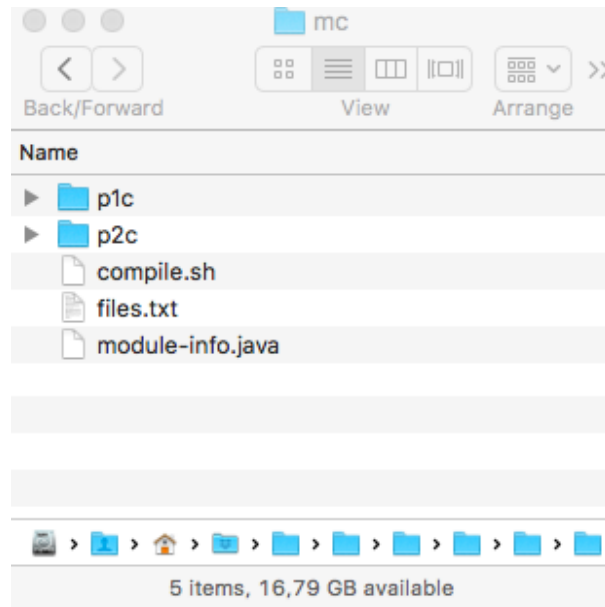 mc
Back/Forward View Arrange
Name
p1c
p2c
compile.sh
files.txt
module-info.java
5 items, 16,79 GB available